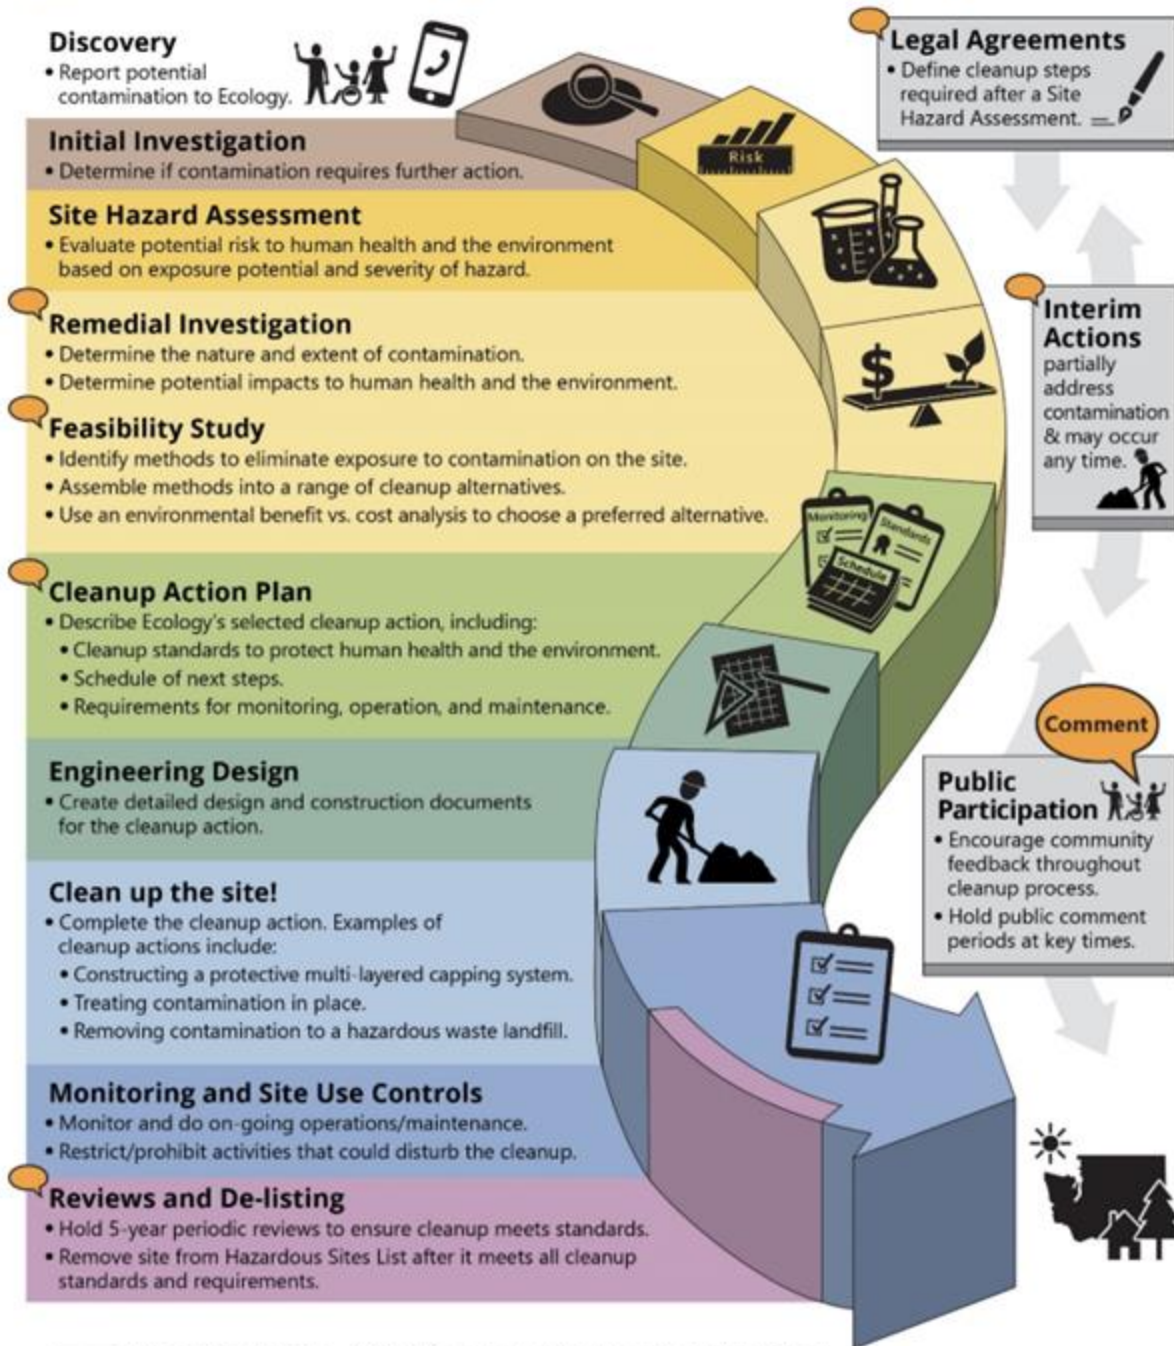 Discovery
• Report potential
contamination to Ecology.
Initial Investigation
• Determine if contamination requires further action.
Site Hazard Assessment
• Evaluate potential risk to human health and the environment
based on exposure potential and severity of hazard.
Remedial Investigation
• Determine the nature and extent of contamination.
• Determine potential impacts to human health and the environment.
Feasibility Study
• Identify methods to eliminate exposure to contamination on the site.
• Assemble methods into a range of cleanup alternatives.
• Use an environmental benefit vs. cost analysis to choose a preferred alternative.
Cleanup Action Plan
• Describe Ecology's selected cleanup action, including:
• Cleanup standards to protect human health and the environment.
• Schedule of next steps.
• Requirements for monitoring, operation, and maintenance.
Engineering Design
• Create detailed design and construction documents
for the cleanup action.
Clean up the site!
• Complete the cleanup action. Examples of
cleanup actions include:
• Constructing a protective multi-layered capping system.
• Treating contamination in place.
• Removing contamination to a hazardous waste landfill.
Monitoring and Site Use Controls
• Monitor and do on-going operations/maintenance.
• Restrict/prohibit activities that could disturb the cleanup.
Reviews and De-listing
• Hold 5-year periodic reviews to ensure cleanup meets standards.
• Remove site from Hazardous Sites List after it meets all cleanup
standards and requirements.
Risk
$
Monitoring
Standards
Schedule
Legal Agreements
• Define cleanup steps
required after a Site
Hazard Assessment.
Interim
Actions
partially
address
contamination
& may occur
any time.
Comment
Public
Participation
• Encourage community
feedback throughout
cleanup process.
• Hold public comment
periods at key times.